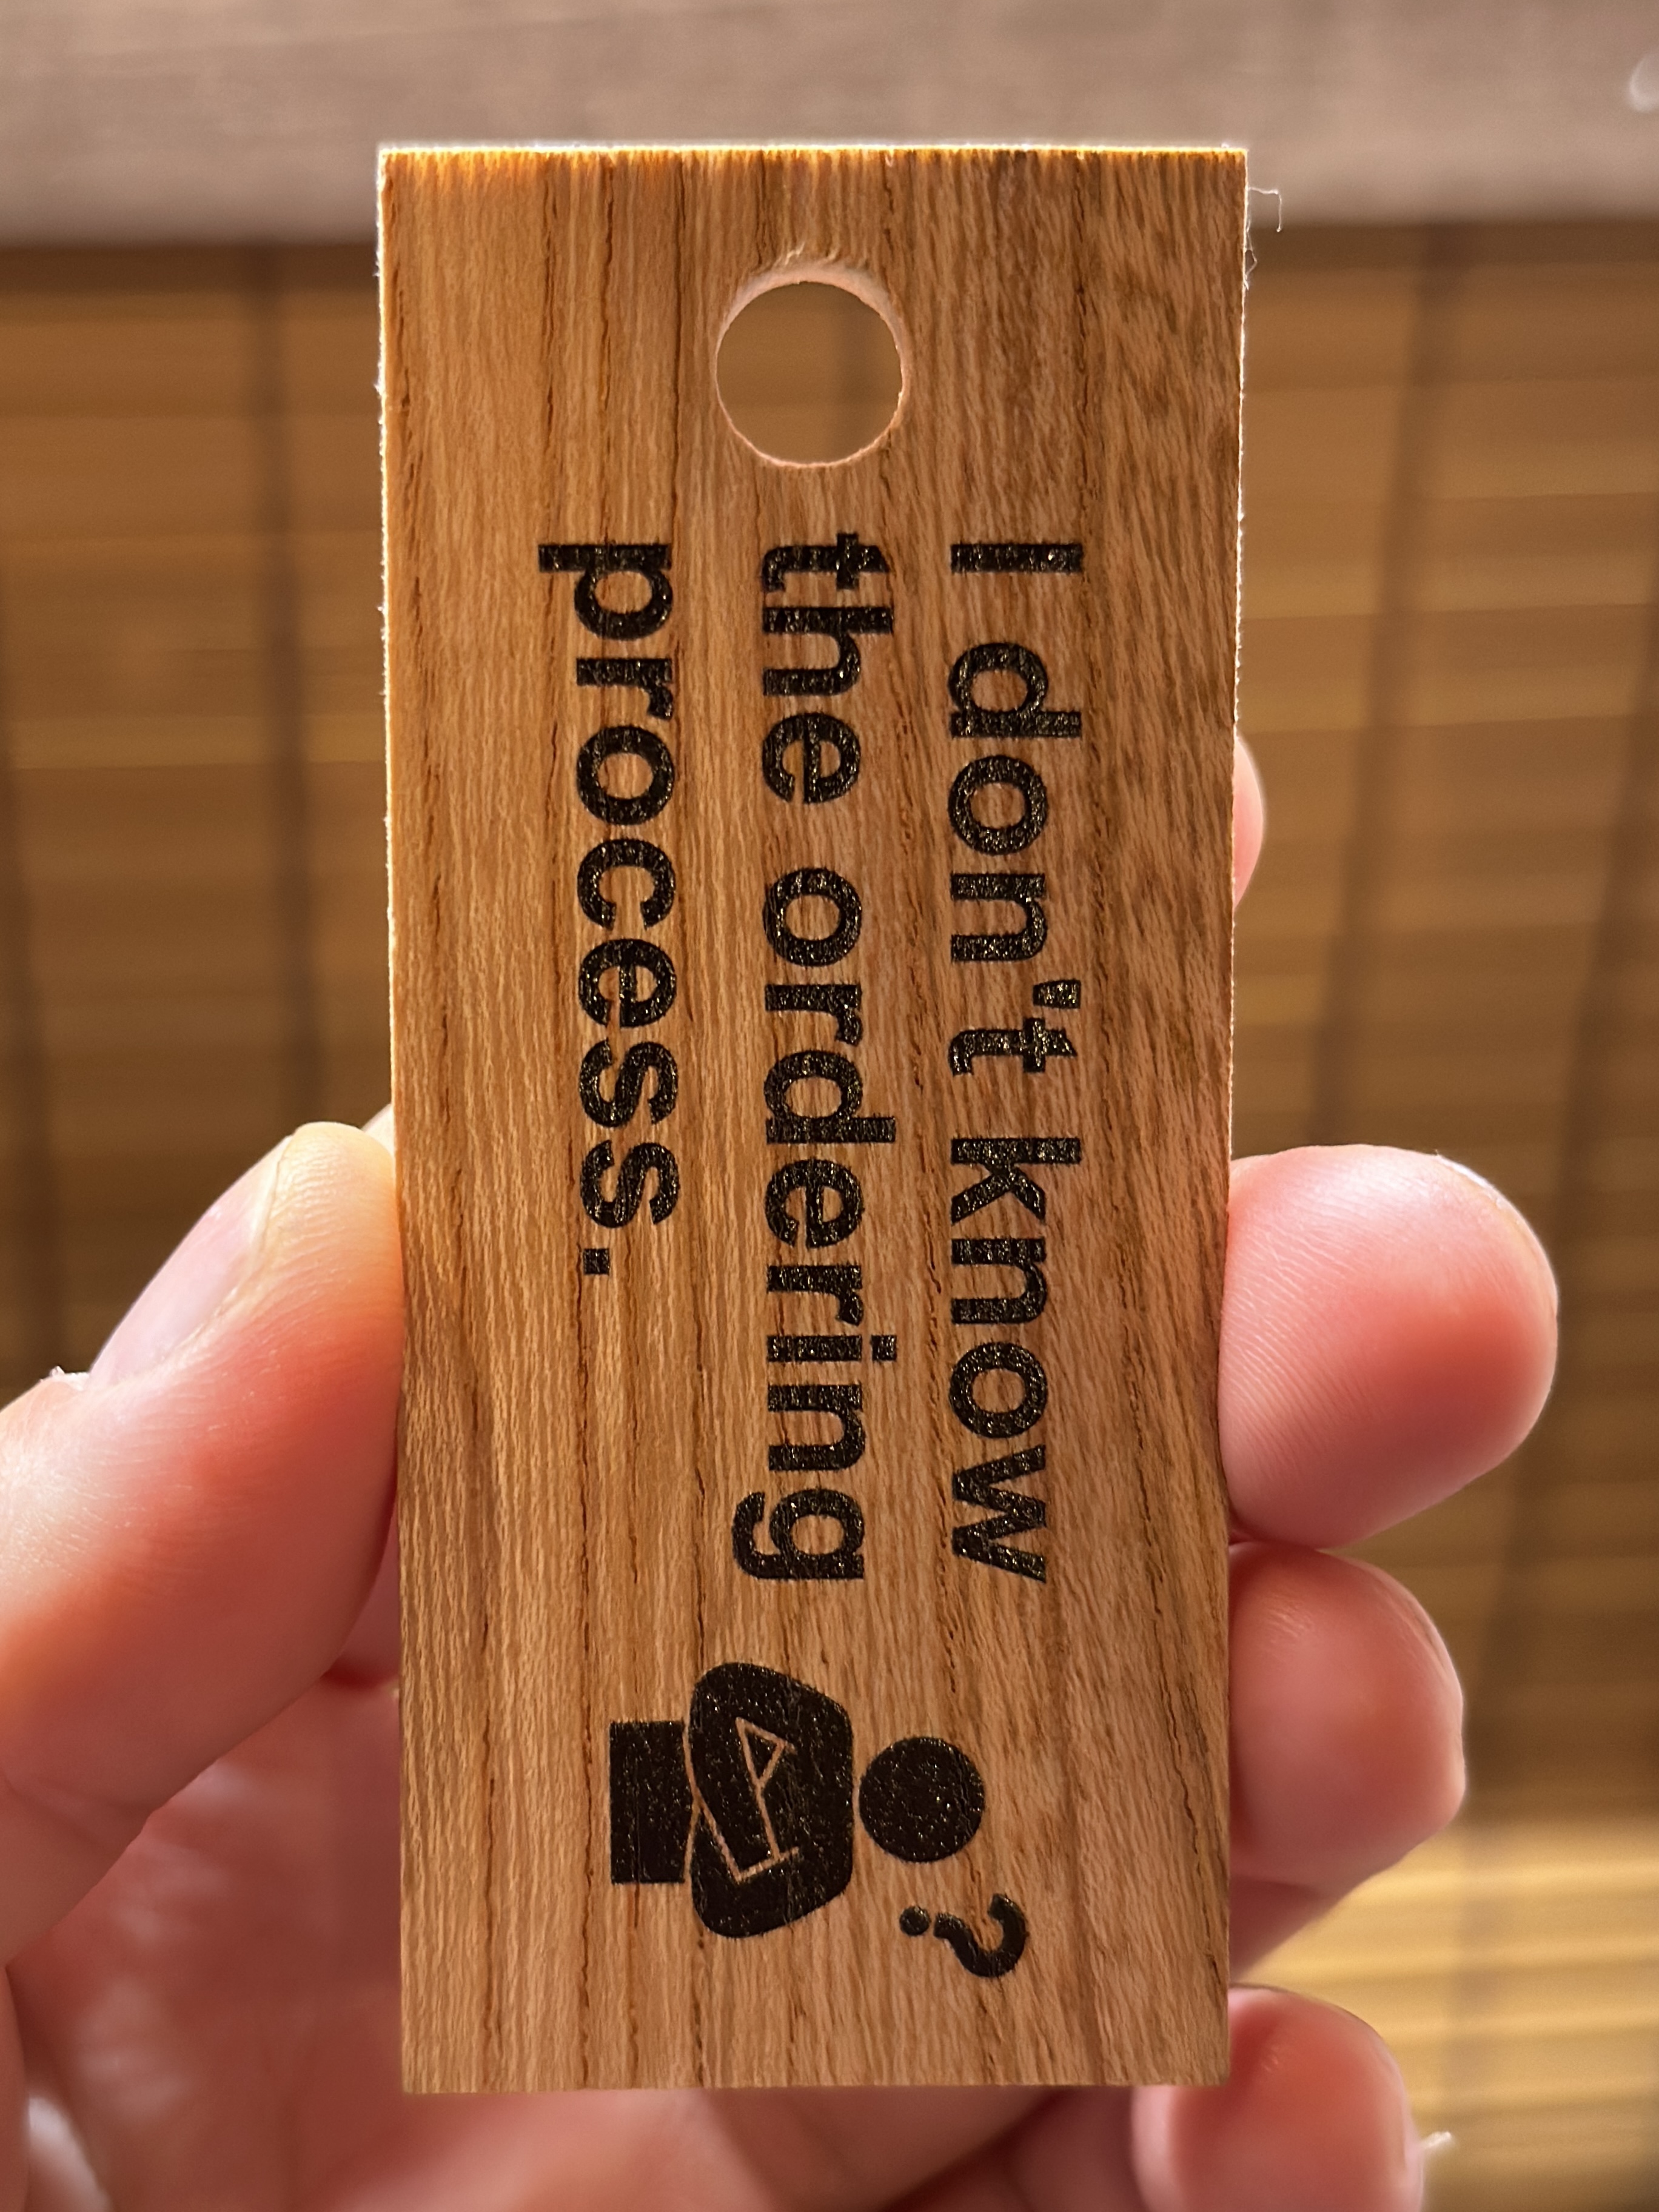 I don't know
the ordering
process.
?